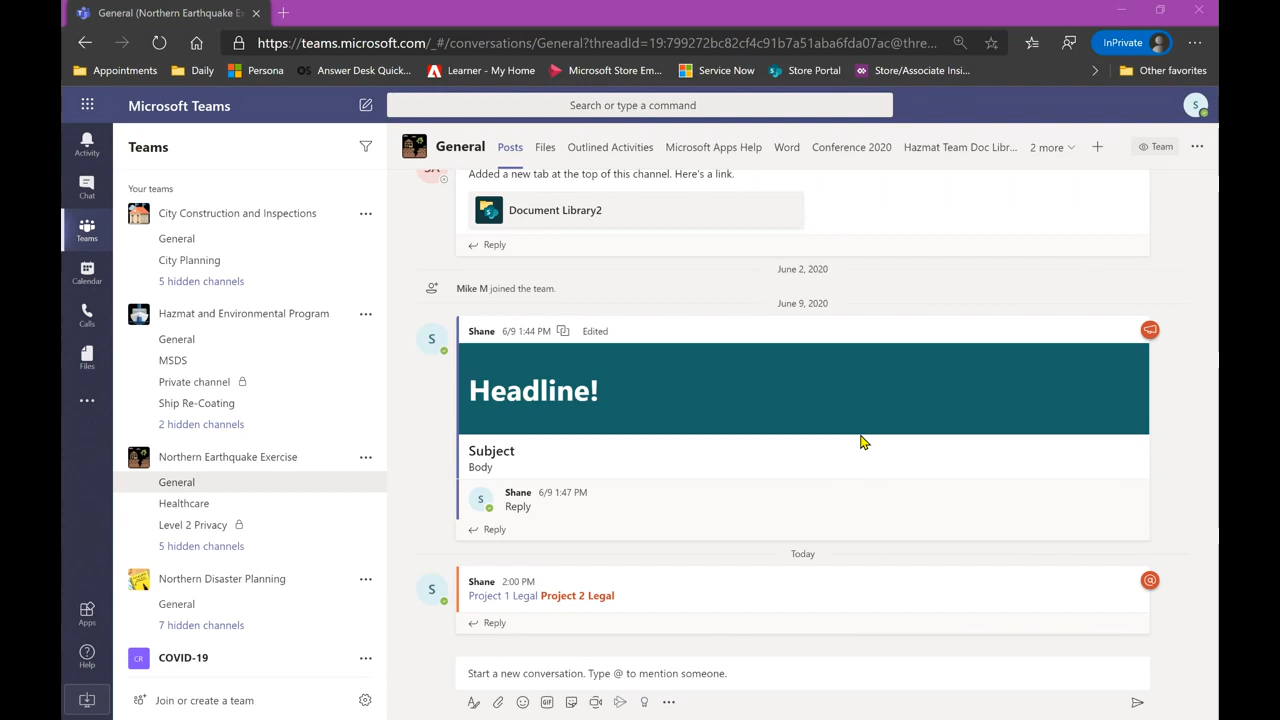 General (Northern Earthquake Ex
https://teams.microsoft.com/_#/conversations/General?threadId=19:799272bc82cf4c91b7a51aba6fda07ac@thre...
InPrivate
Appointments
Daily
Persona
OS
Answer Desk Quick...
Learner - My Home
Microsoft Store Em...
Service Now
Store Portal
Store/Associate Insi...
Other favorites
Microsoft Teams
Search or type a command
S
Activity
Chat
Teams
Calendar
Calls
Files
Apps
Help
Teams
Your teams
City Construction and Inspections
General
City Planning
5 hidden channels
Hazmat and Environmental Program
General
MSDS
Private channel
Ship Re-Coating
2 hidden channels
Northern Earthquake Exercise
General
Healthcare
Level 2 Privacy
5 hidden channels
Northern Disaster Planning
General
7 hidden channels
CR
COVID-19
Join or create a team
General
Posts
Files
Outlined Activities
Microsoft Apps Help
Word
Conference 2020
Hazmat Team Doc Libr...
2 more
Team
Added a new tab at the top of this channel. Here's a link.
Document Library2
Reply
June 2, 2020
Mike M joined the team.
June 9, 2020
S
Shane 6/9 1:44 PM Edited
Headline!
Subject
Body
S
Shane 6/9 1:47 PM
Reply
Reply
Today
S
Shane 2:00 PM
Project 1 Legal Project 2 Legal
Reply
Start a new conversation. Type @ to mention someone.
GIF